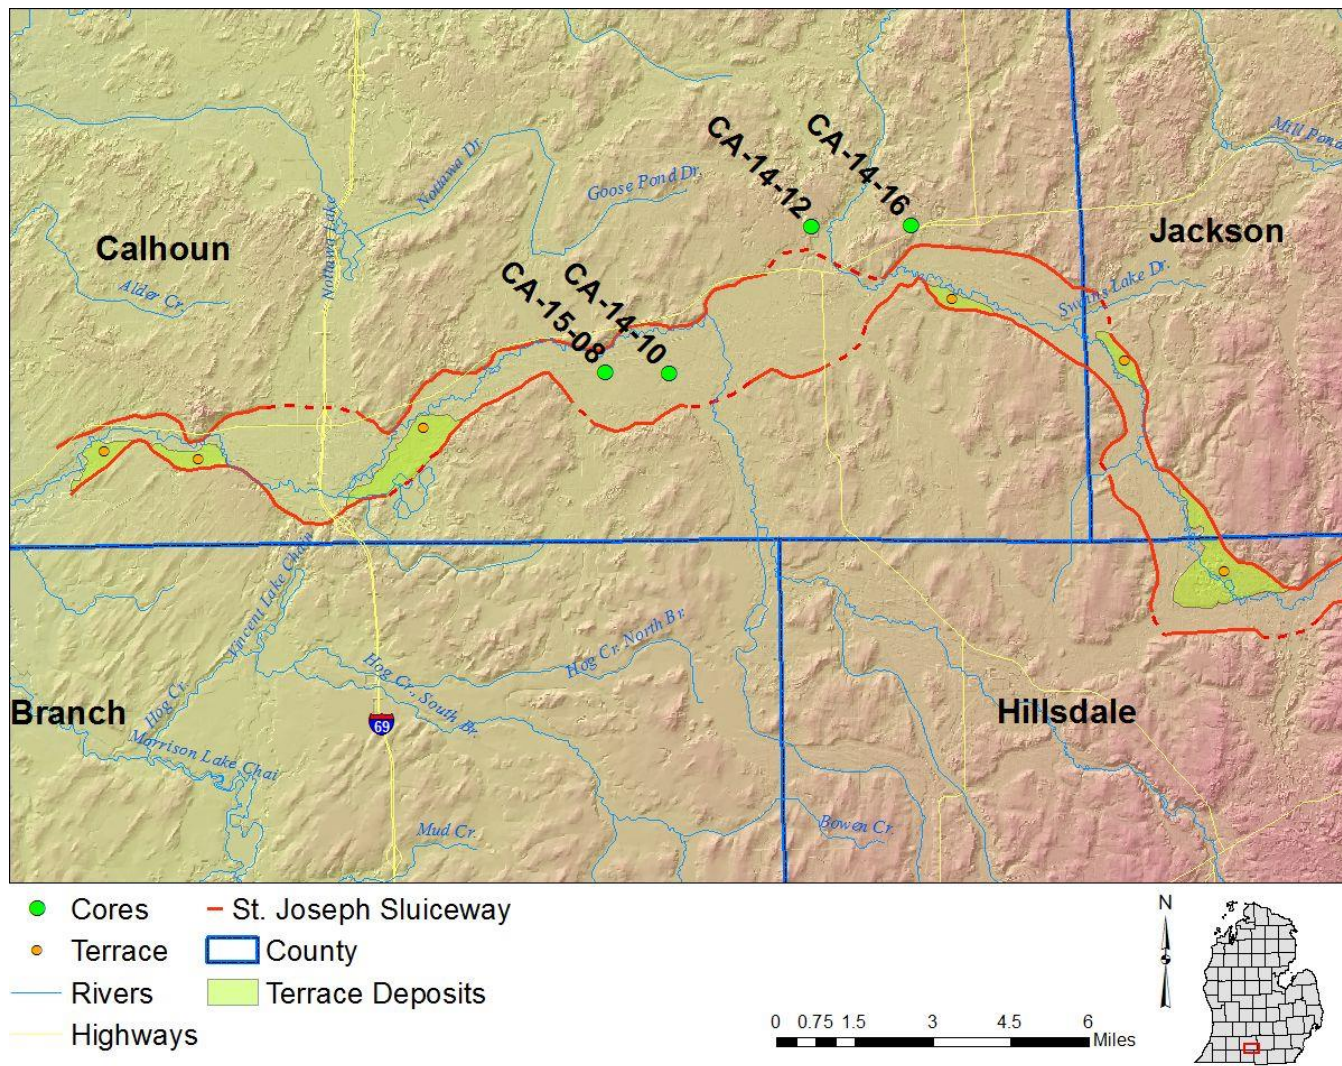 Mill Pond
CA-14-12
CA-14-16
Nottawa Dr.
Goose Pond Dr.
Calhoun
Nottawa Lake
Jackson
Alder Cr.
Swains Lake Dr.
CA-14-10
CA-15-08
Vincent Lake Chain
Hog Cr. North Br.
Hog Cr., South Br.
Hog Cr.
Branch
69
Hillsdale
Morrison Lake Chai
Mud Cr.
Bowen Cr.
Cores
St. Joseph Sluiceway
Terrace
County
Rivers
Terrace Deposits
Highways
N
0 0.75 1.5 3 4.5 6
Miles